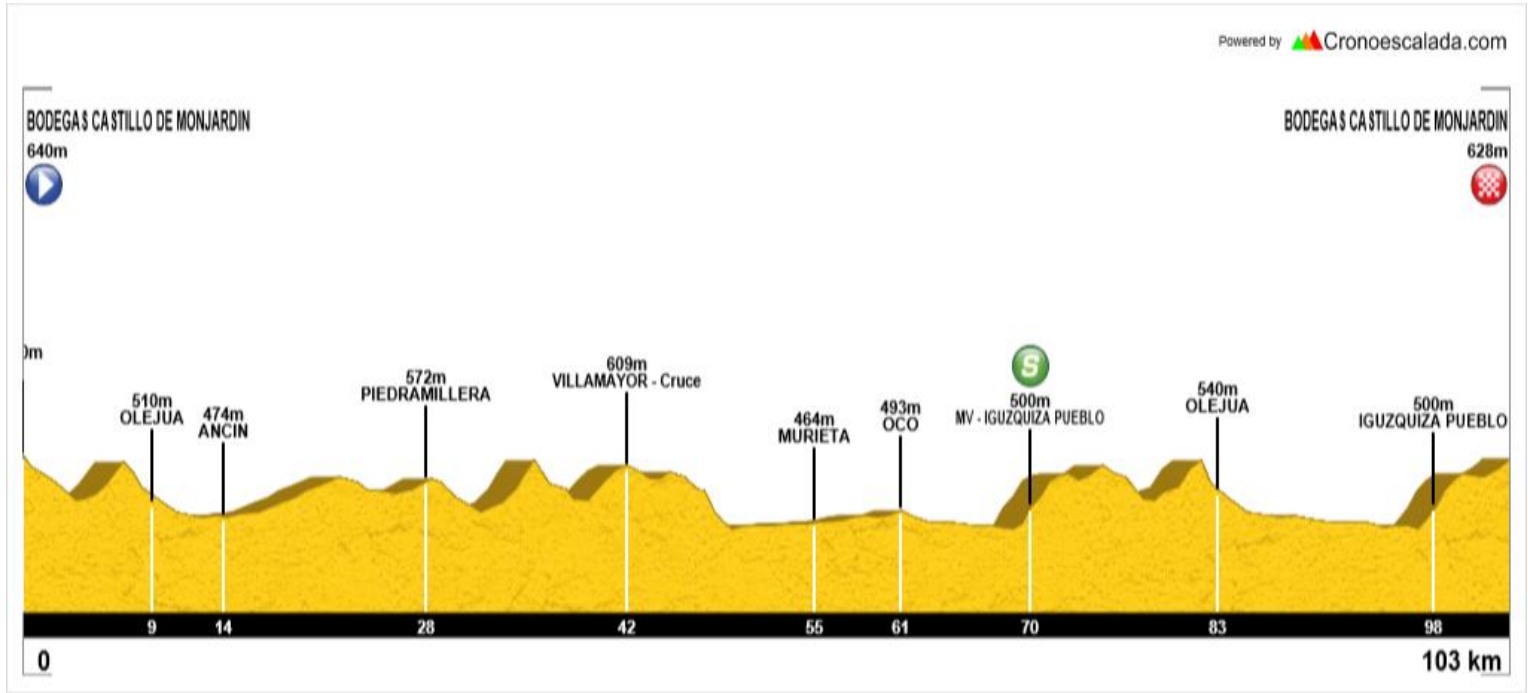 Powered by Cronoescalada.com
BODEGAS CASTILLO DE MONJARDIN
640m
BODEGAS CASTILLO DE MONJARDIN
628m
0m
510m
OLEJUA
474m
ANCIN
572m
PIEDRAMILLERA
609m
VILLAMAYOR - Cruce
464m
MURIETA
493m
OCO
S
500m
MV - IGUZQUIZA PUEBLO
540m
OLEJUA
500m
IGUZQUIZA PUEBLO
9 14 28 42 55 61 70 83 98
0 103 km